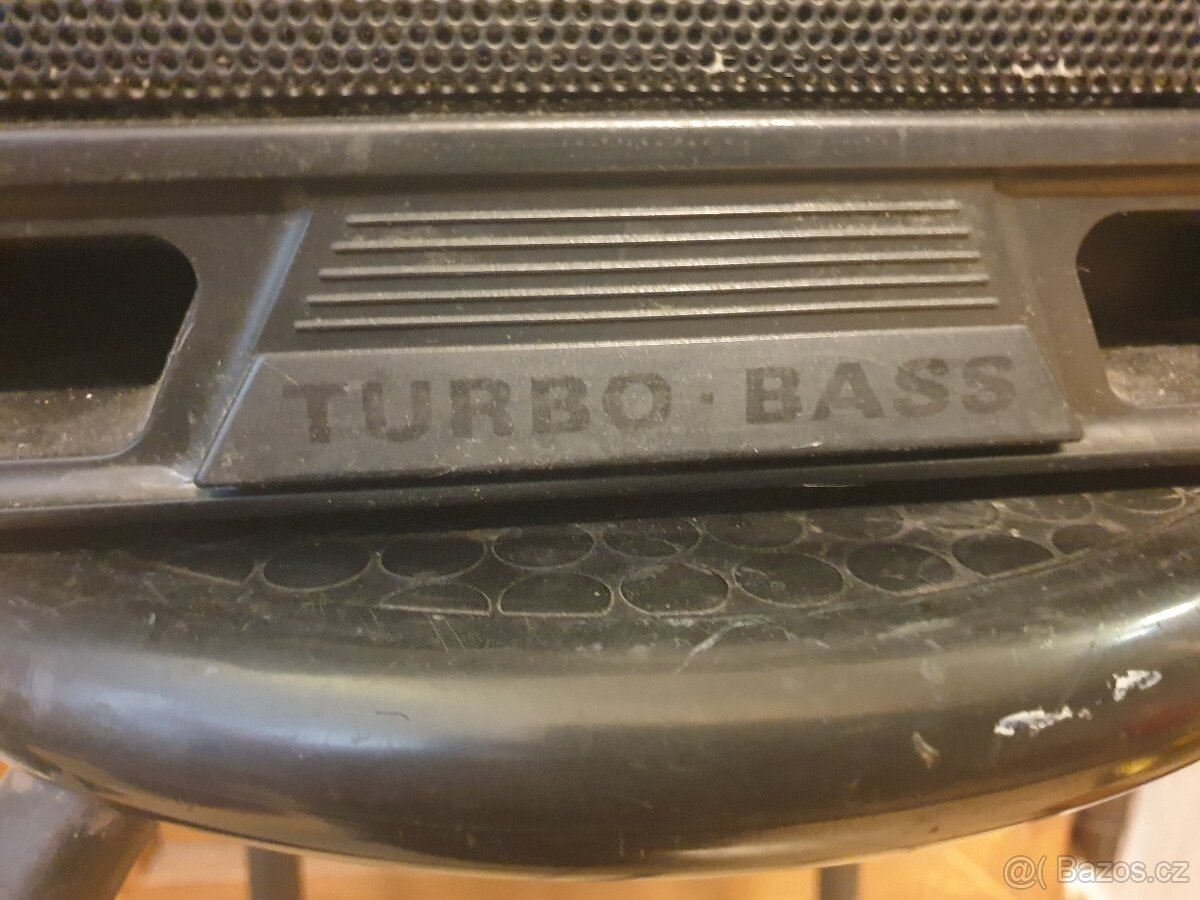 TURBO · BASS
@( Bazos.cz